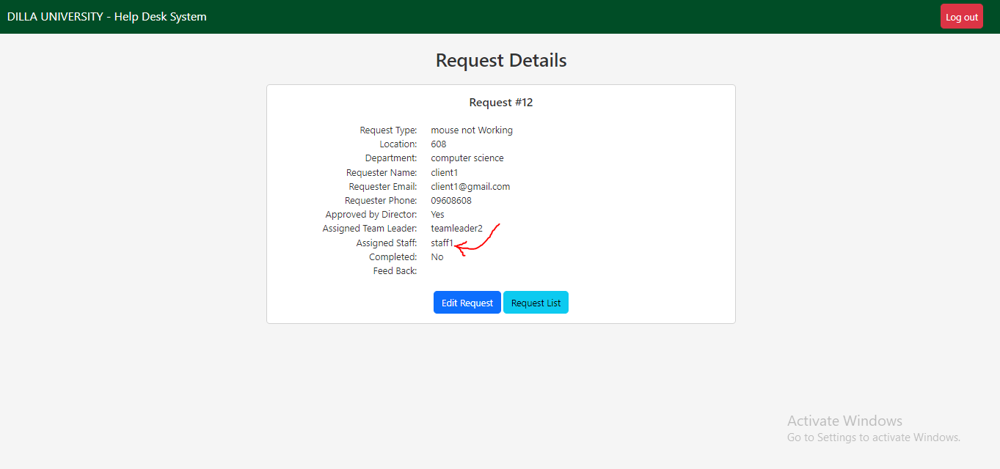 DILLA UNIVERSITY - Help Desk System
Log out
Request Details
Request #12
Request Type: mouse not Working
Location: 608
Department: computer science
Requester Name: client1
Requester Email: client1@gmail.com
Requester Phone: 09608608
Approved by Director: Yes
Assigned Team Leader: teamleader2
Assigned Staff: staff1
Completed: No
Feed Back:
Edit Request Request List
Activate Windows
Go to Settings to activate Windows.